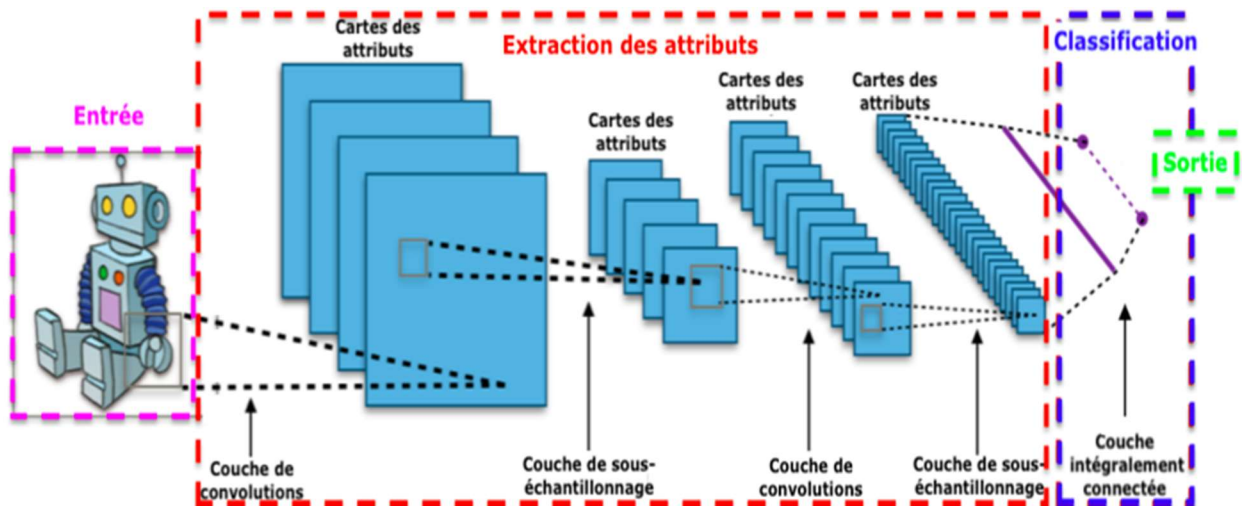 Cartes des
attributs
Extraction des attributs
Classification
Entrée
Cartes des
attributs
Cartes des
attributs
Cartes des
attributs
Sortie
Couche de
convolutions
Couche de sous-
échantillonnage
Couche de
convolutions
Couche de sous-
échantillonnage
Couche
intégralement
connectée